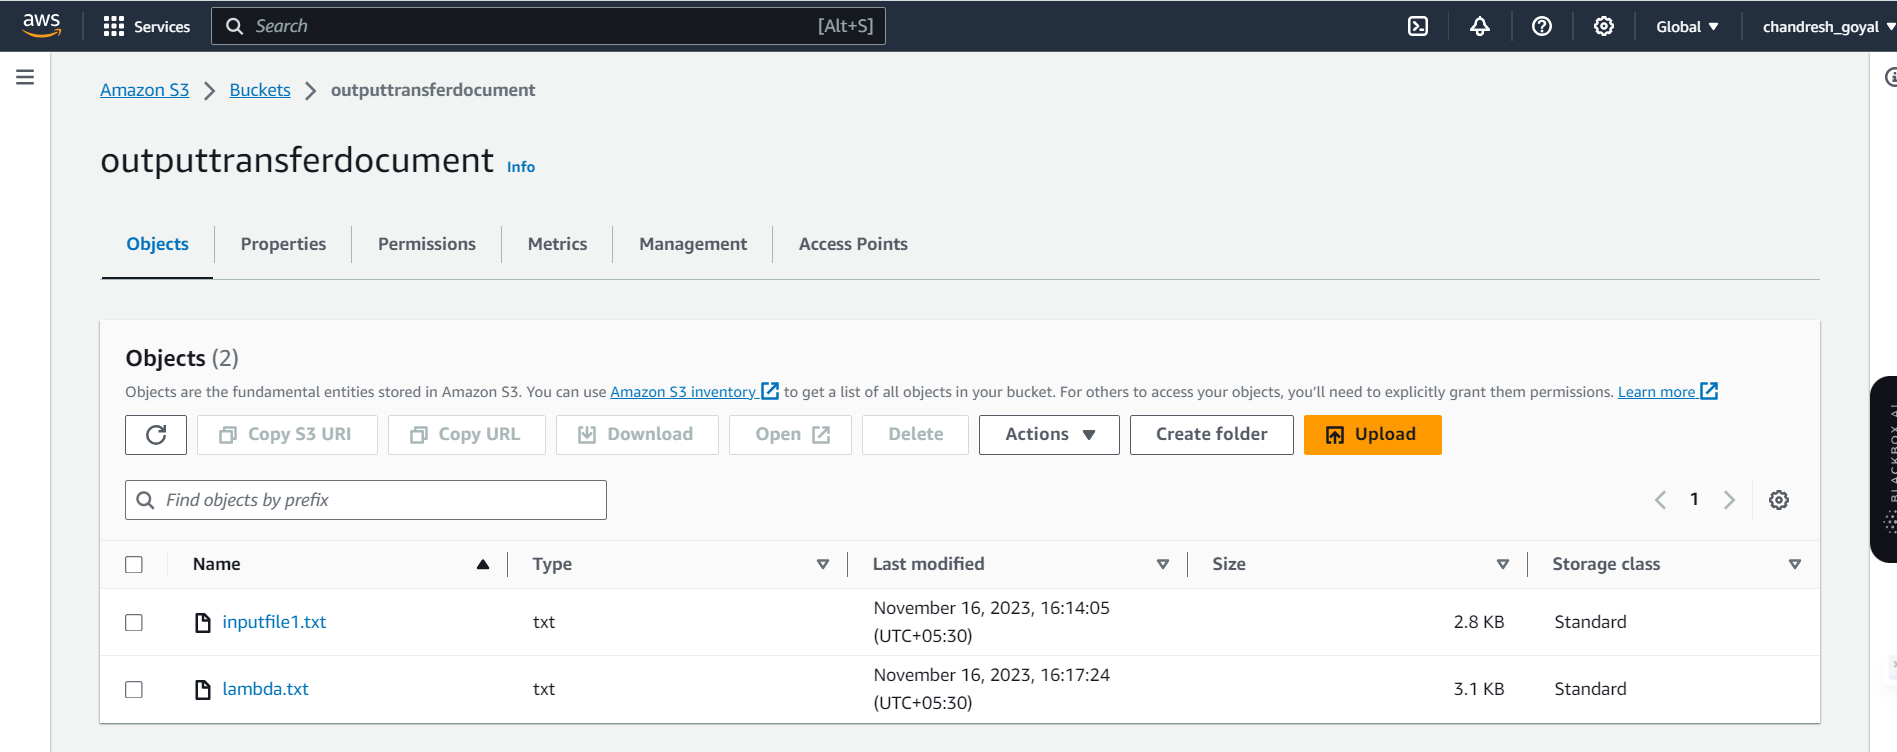 aws Services Search [Alt+S] Global chandresh_goyal
Amazon S3 Buckets outputtransferdocument
outputtransferdocument Info
Objects Properties Permissions Metrics Management Access Points
Objects (2)
Objects are the fundamental entities stored in Amazon S3. You can use Amazon S3 inventory to get a list of all objects in your bucket. For others to access your objects, you’ll need to explicitly grant them permissions. Learn more
Copy S3 URI Copy URL Download Open Delete Actions Create folder Upload
Find objects by prefix 1
Name Type Last modified Size Storage class
inputfile1.txt txt November 16, 2023, 16:14:05 (UTC+05:30) 2.8 KB Standard
lambda.txt txt November 16, 2023, 16:17:24 (UTC+05:30) 3.1 KB Standard
BLACKBOX AI